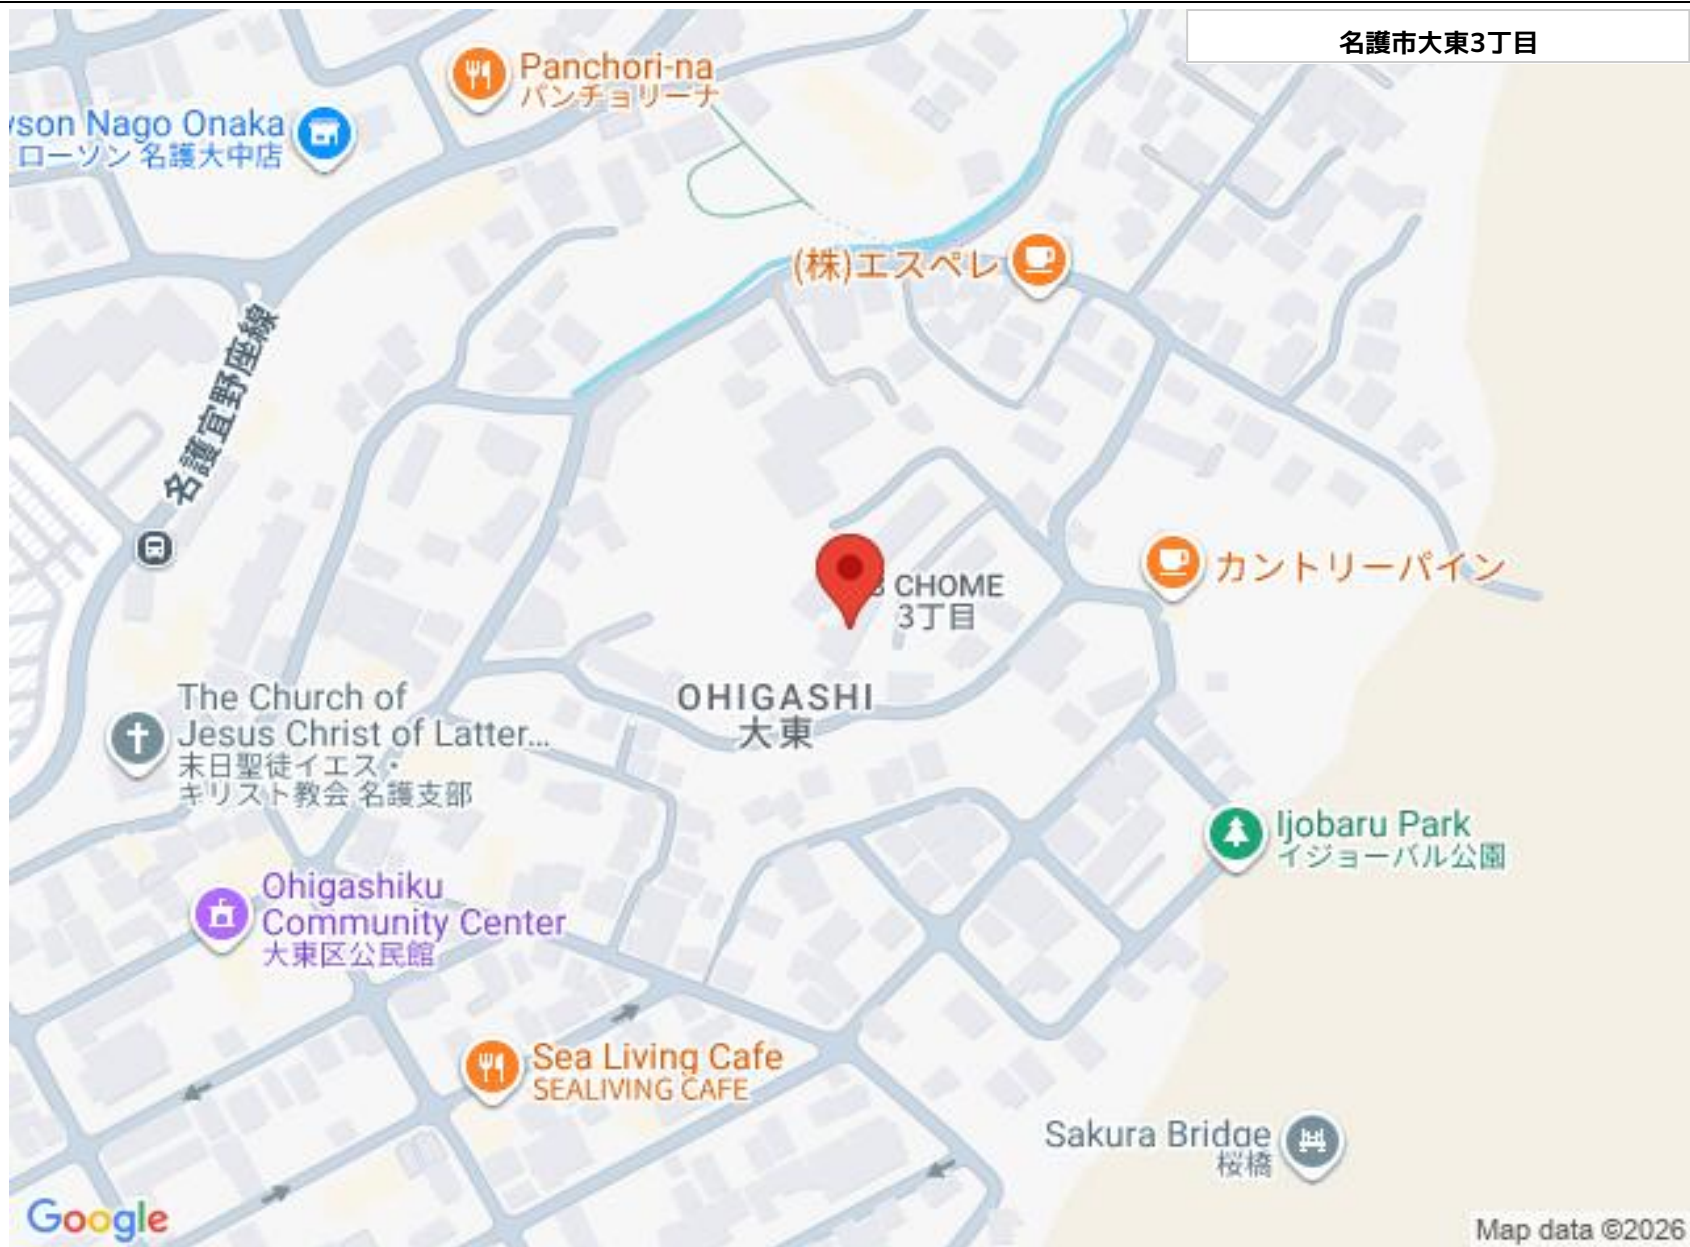 名護市大東3丁目
Panchori-na
パンチョリーナ
yson Nago Onaka
ローソン 名護大中店
(株)エスペレ
名護宜野座線
カントリーパイン
3 CHOME
3丁目
OHIGASHI
大東
The Church of
Jesus Christ of Latter...
末日聖徒イエス・
キリスト教会 名護支部
Ijobaru Park
イジョーバル公園
Ohigashiku
Community Center
大東区公民館
Sea Living Cafe
SEALIVING CAFE
Sakura Bridge
桜橋
Google
Map data ©2026